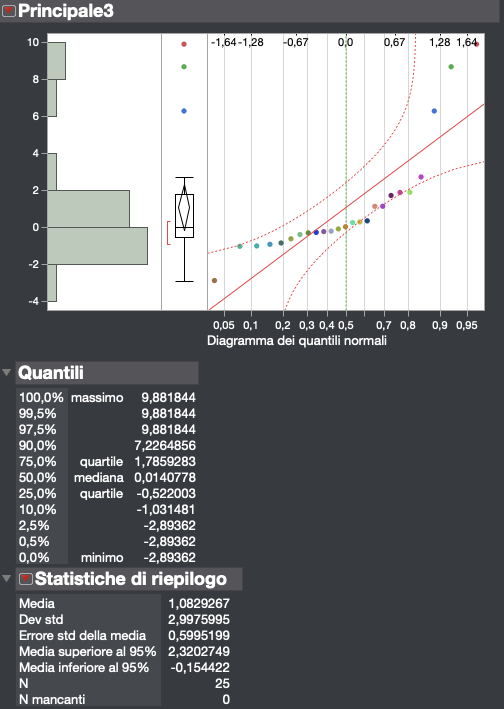 Principale3
-1,64 -1,28 -0,67 0,0 0,67 1,28 1,64
10
8
6
4
2
0
-2
-4
0,05 0,1 0,2 0,3 0,4 0,5 0,7 0,8 0,9 0,95
Diagramma dei quantili normali
Quantili
100,0% massimo 9,881844
99,5% 9,881844
97,5% 9,881844
90,0% 7,2264856
75,0% quartile 1,7859283
50,0% mediana 0,0140778
25,0% quartile -0,522003
10,0% -1,031481
2,5% -2,89362
0,5% -2,89362
0,0% minimo -2,89362
Statistiche di riepilogo
Media 1,0829267
Dev std 2,9975995
Errore std della media 0,5995199
Media superiore al 95% 2,3202749
Media inferiore al 95% -0,154422
N 25
N mancanti 0